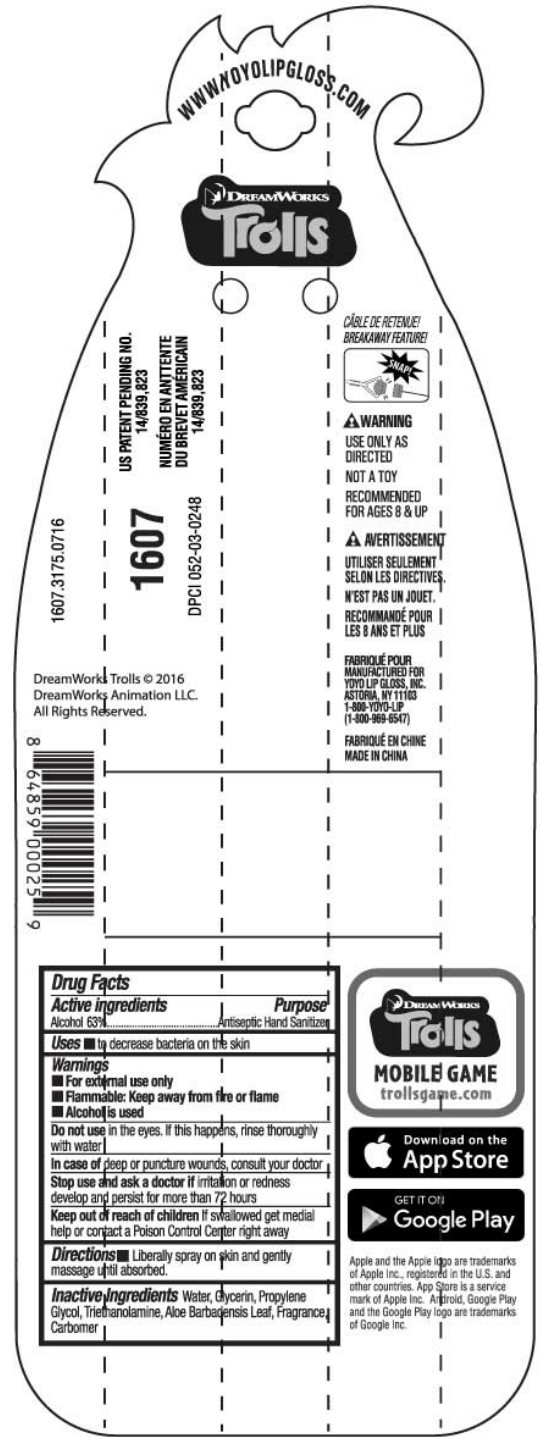 WWW.YOYOLIPGLOSS.COM
DREAMWORKS
Trolls
US PATENT PENDING NO.
14/839,823
NUMÉRO EN ANTTENTE
DU BREVET AMÉRICAIN
14/839,823
1607
DPCI 052-03-0248
1607.3175.0716
CÂBLE DE RETENUE!
BREAKAWAY FEATURE!
SNAP!
WARNING
USE ONLY AS
DIRECTED
NOT A TOY
RECOMMENDED
FOR AGES 8 & UP
AVERTISSEMENT
UTILISER SEULEMENT
SELON LES DIRECTIVES.
N'EST PAS UN JOUET.
RECOMMANDÉ POUR
LES 8 ANS ET PLUS
FABRIQUÉ POUR
MANUFACTURED FOR
YOYO LIP GLOSS, INC.
ASTORIA, NY 11103
1-800-YOYO-LIP
(1-800-969-6547)
FABRIQUÉ EN CHINE
MADE IN CHINA
DreamWorks Trolls © 2016
DreamWorks Animation LLC.
All Rights Reserved.
8 64859 00025 9
Drug Facts
Active ingredients Purpose
Alcohol 63%..........................................Antiseptic Hand Sanitizer
Uses ■ to decrease bacteria on the skin
Warnings
■ For external use only
■ Flammable: Keep away from fire or flame
■ Alcohol is used
Do not use in the eyes. If this happens, rinse thoroughly
with water
In case of deep or puncture wounds, consult your doctor
Stop use and ask a doctor if irritation or redness
develop and persist for more than 72 hours
Keep out of reach of children If swallowed get medial
help or contact a Poison Control Center right away
Directions ■ Liberally spray on skin and gently
massage until absorbed.
Inactive Ingredients Water, Glycerin, Propylene
Glycol, Triethanolamine, Aloe Barbadensis Leaf, Fragrance,
Carbomer
DREAMWORKS
Trolls
MOBILE GAME
trollsgame.com
Download on the
App Store
GET IT ON
Google Play
Apple and the Apple logo are trademarks
of Apple Inc., registered in the U.S. and
other countries. App Store is a service
mark of Apple Inc. Android, Google Play
and the Google Play logo are trademarks
of Google Inc.